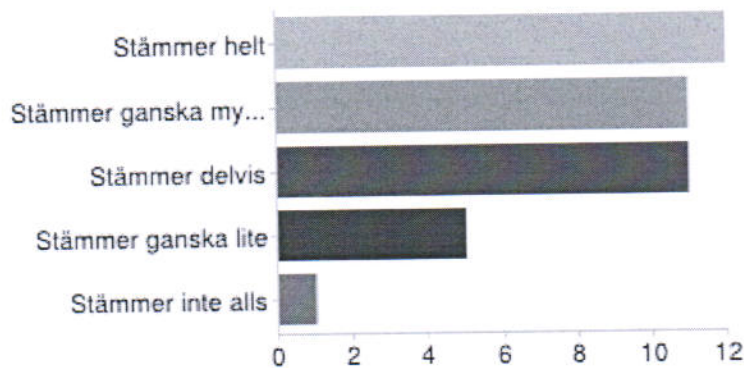 Stämmer helt
Stämmer ganska my...
Stämmer delvis
Stämmer ganska lite
Stämmer inte alls
0 2 4 6 8 10 12